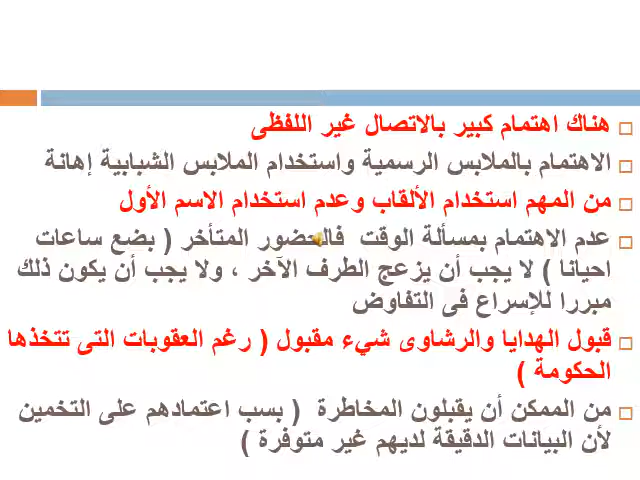 هناك اهتمام كبير بالاتصال غير اللفظى
الاهتمام بالملابس الرسمية واستخدام الملابس الشبابية إهانة
من المهم استخدام الألقاب وعدم استخدام الاسم الأول
عدم الاهتمام بمسألة الوقت فالحضور المتأخر ( بضع ساعات
احيانا ) لا يجب أن يزعج الطرف الآخر ، ولا يجب أن يكون ذلك
مبررا للإسراع فى التفاوض
قبول الهدايا والرشاوى شيء مقبول ( رغم العقوبات التى تتخذها
الحكومة )
من الممكن أن يقبلون المخاطرة ( بسب اعتمادهم على التخمين
لأن البيانات الدقيقة لديهم غير متوفرة )